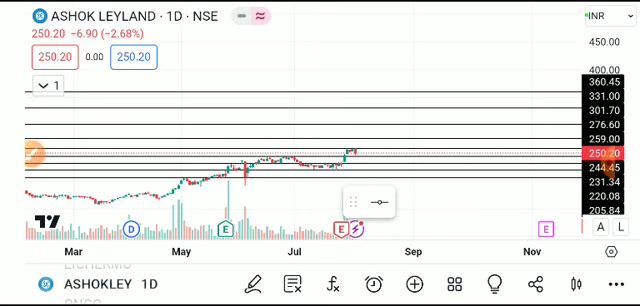 ASHOK LEYLAND · 1D · NSE
INR
250.20 −6.90 (−2.68%)
250.20 0.00 250.20
1
450.00
400.00
360.45
331.00
301.70
276.60
259.00
250.20
244.45
231.34
220.08
205.84
D E E E
A L
Mar May Jul Sep Nov
ASHOKLEY 1D